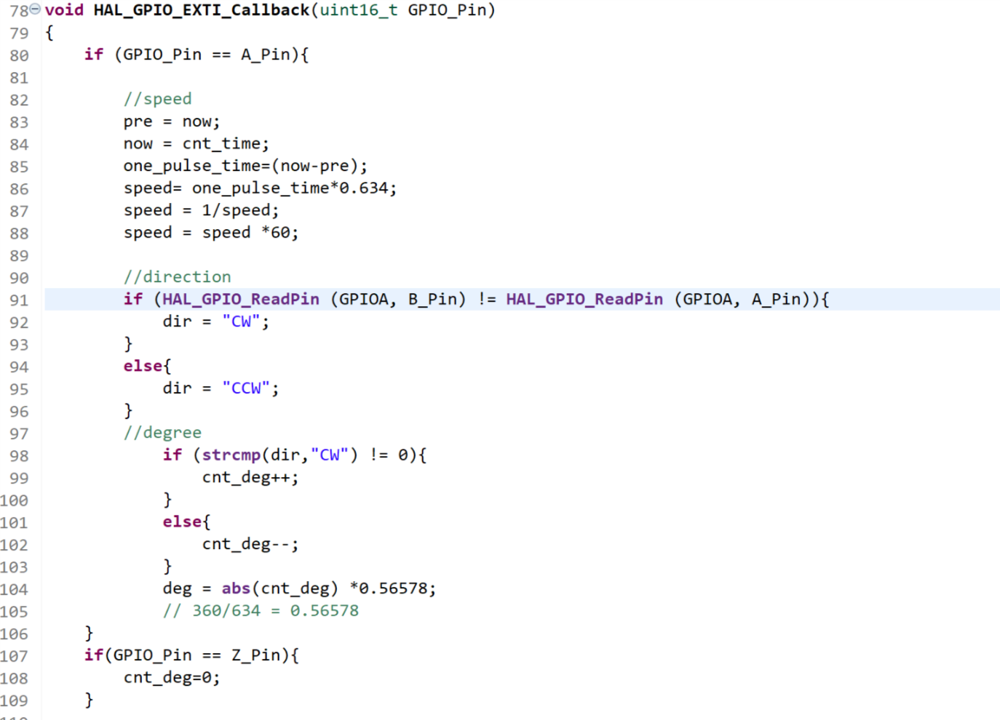 78 void HAL_GPIO_EXTI_Callback(uint16_t GPIO_Pin)
79 {
80 if (GPIO_Pin == A_Pin){
81
82 //speed
83 pre = now;
84 now = cnt_time;
85 one_pulse_time=(now-pre);
86 speed= one_pulse_time*0.634;
87 speed = 1/speed;
88 speed = speed *60;
89
90 //direction
91 if (HAL_GPIO_ReadPin (GPIOA, B_Pin) != HAL_GPIO_ReadPin (GPIOA, A_Pin)){
92 dir = "CW";
93 }
94 else{
95 dir = "CCW";
96 }
97 //degree
98 if (strcmp(dir,"CW") != 0){
99 cnt_deg++;
100 }
101 else{
102 cnt_deg--;
103 }
104 deg = abs(cnt_deg) *0.56578;
105 // 360/634 = 0.56578
106 }
107 if(GPIO_Pin == Z_Pin){
108 cnt_deg=0;
109 }